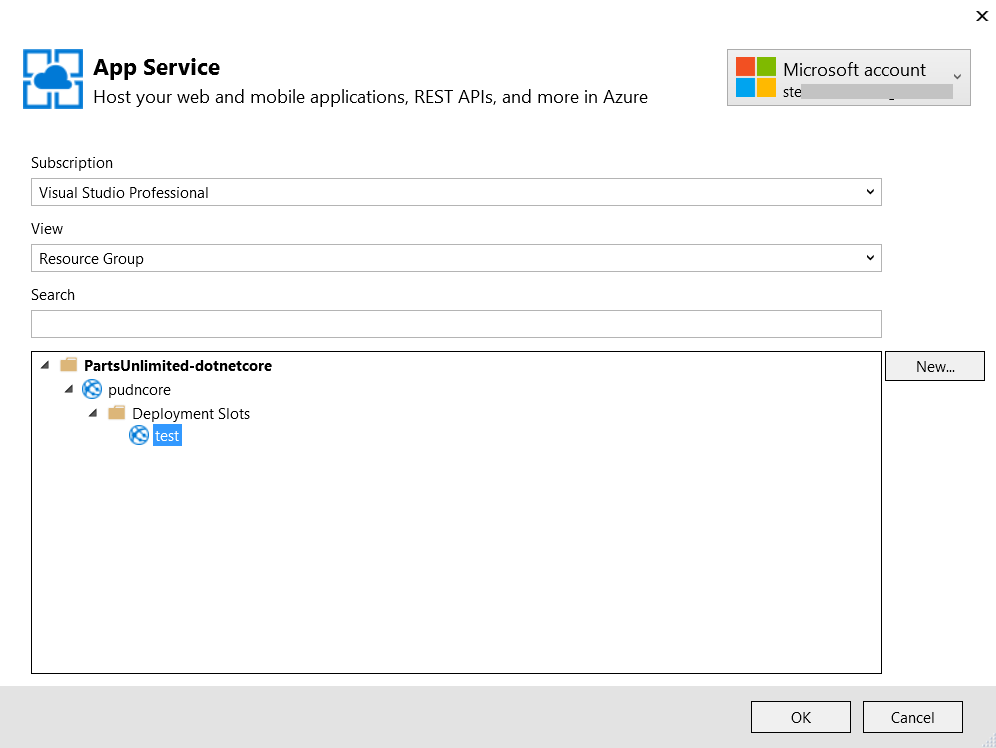 App Service
Host your web and mobile applications, REST APIs, and more in Azure
Microsoft account
ste
Subscription
Visual Studio Professional
View
Resource Group
Search
PartsUnlimited-dotnetcore
New...
pudncore
Deployment Slots
test
OK
Cancel